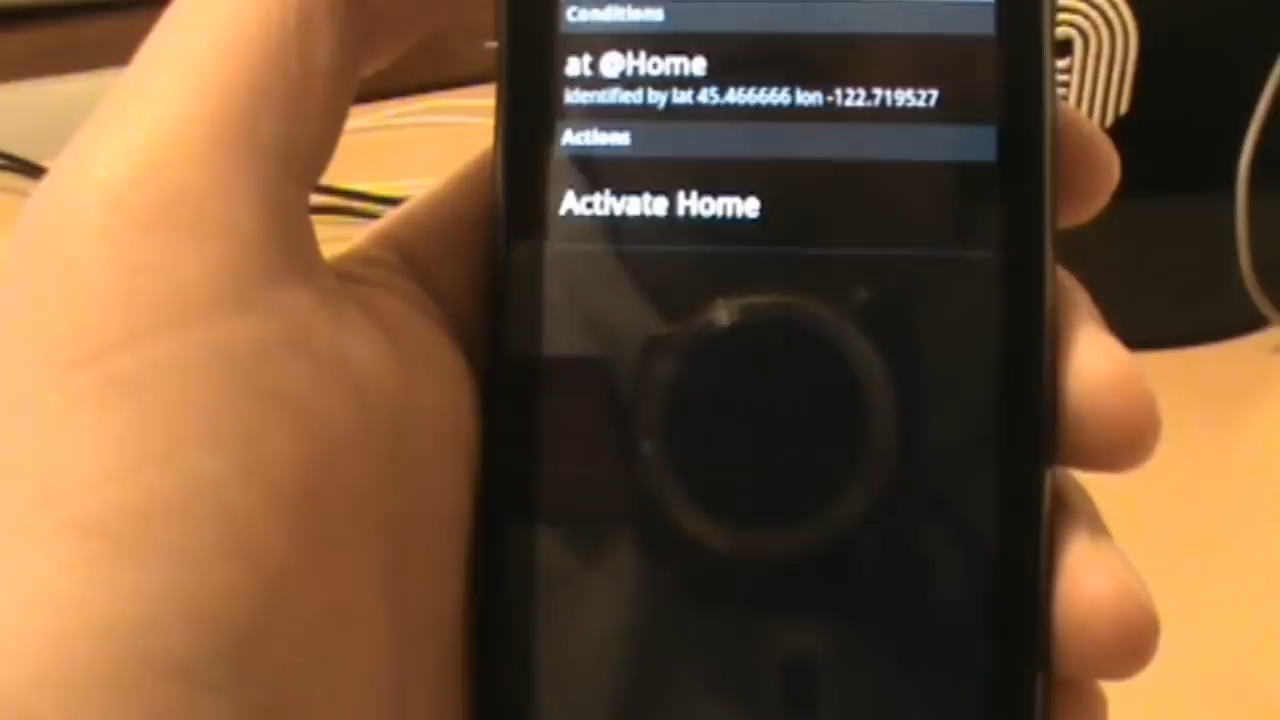 Conditions
at @Home
identified by lat 45.466666 lon -122.719527
Actions
Activate Home